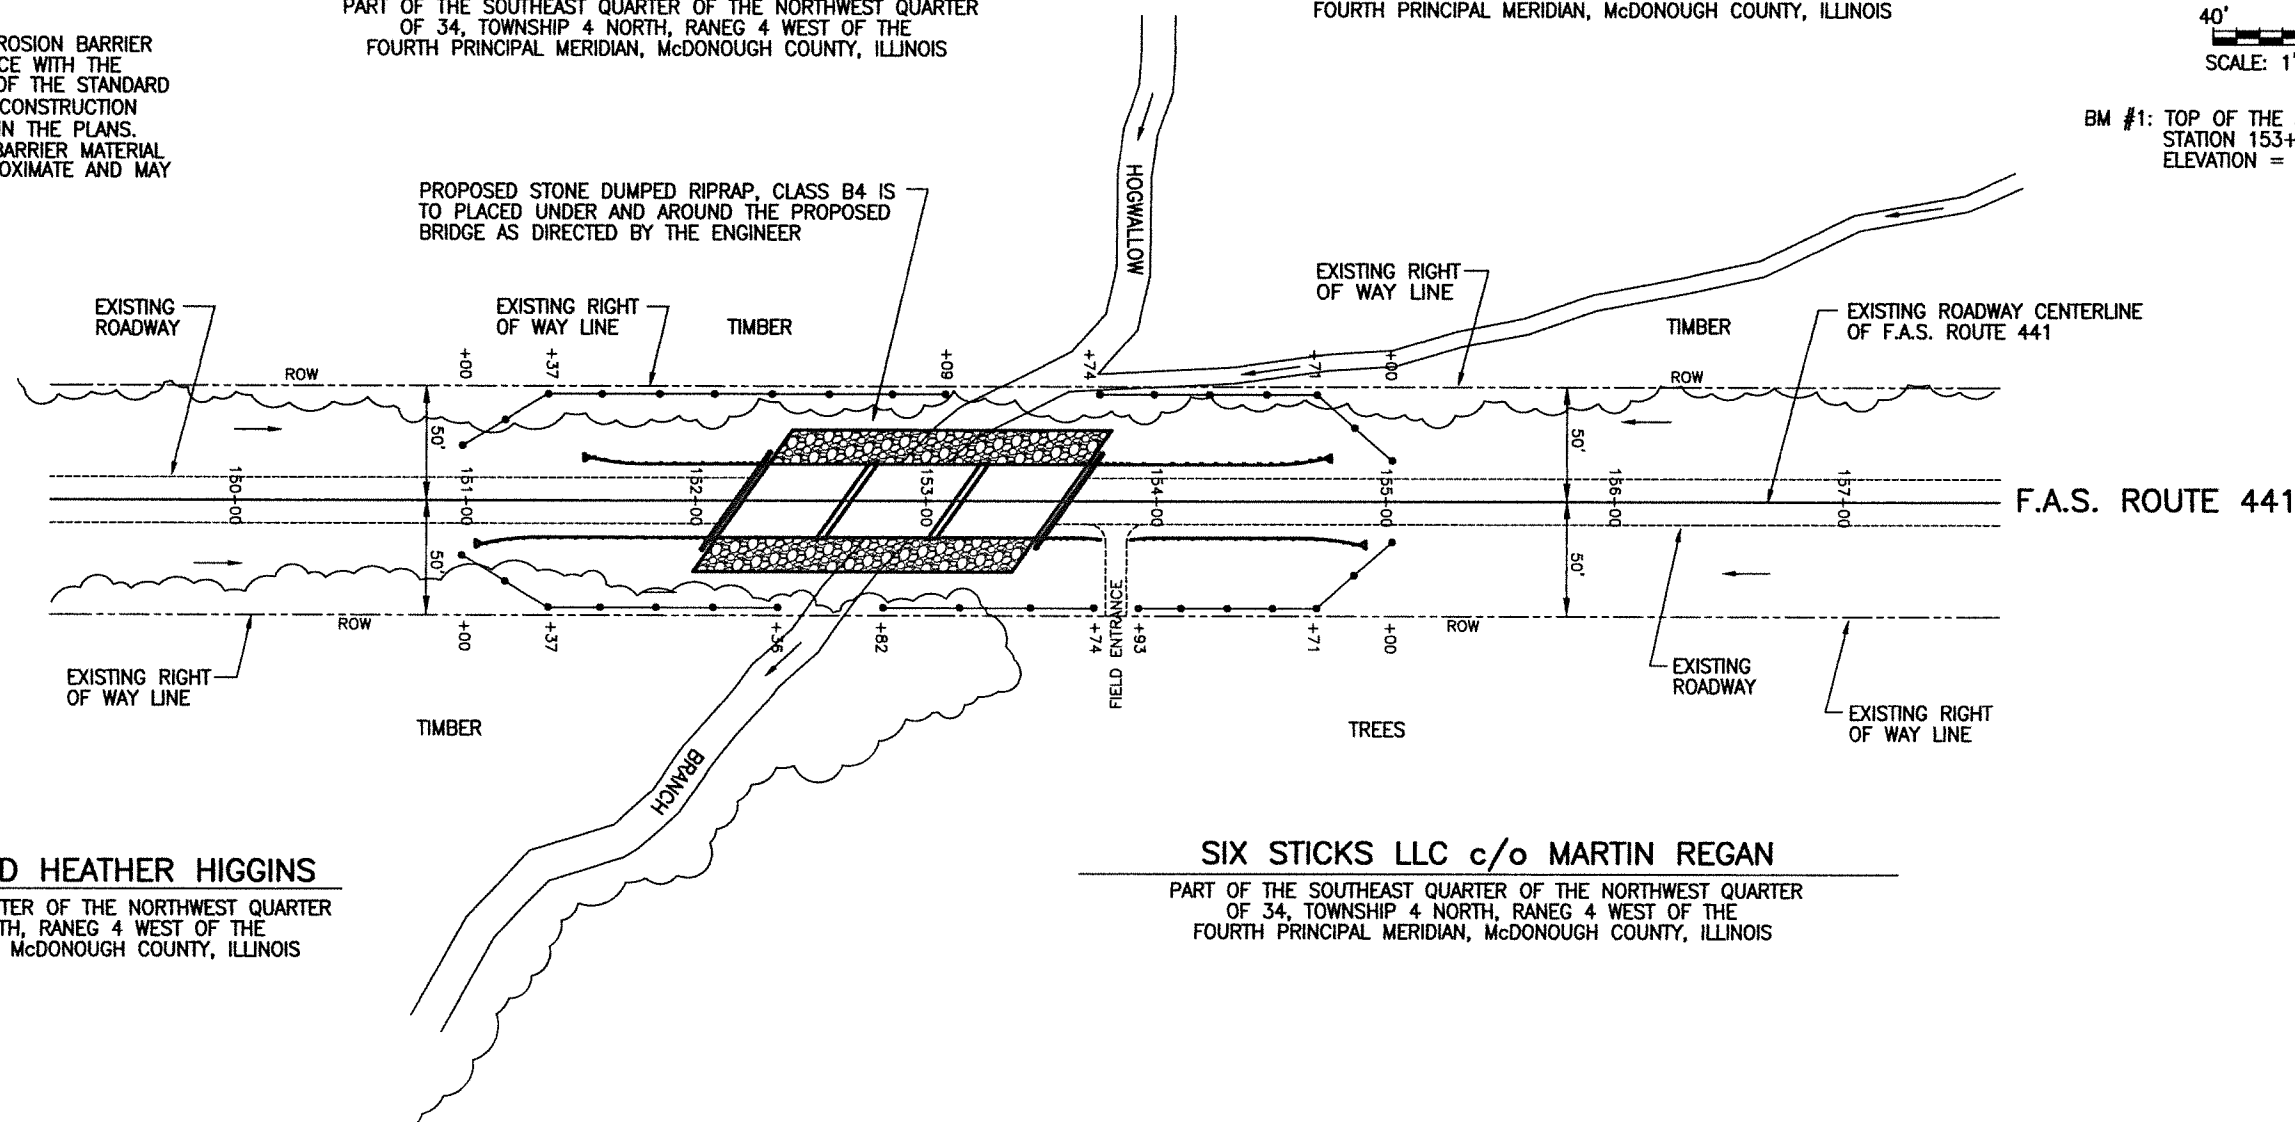 PART OF THE SOUTHEAST QUARTER OF THE NORTHWEST QUARTER
OF 34, TOWNSHIP 4 NORTH, RANEG 4 WEST OF THE
FOURTH PRINCIPAL MERIDIAN, McDONOUGH COUNTY, ILLINOIS
FOURTH PRINCIPAL MERIDIAN, McDONOUGH COUNTY, ILLINOIS
40'
SCALE: 1"
ROSION BARRIER
CE WITH THE
OF THE STANDARD
CONSTRUCTION
IN THE PLANS.
BARRIER MATERIAL
OXIMATE AND MAY
BM #1: TOP OF THE
STATION 153+
ELEVATION =
PROPOSED STONE DUMPED RIPRAP, CLASS B4 IS
TO PLACED UNDER AND AROUND THE PROPOSED
BRIDGE AS DIRECTED BY THE ENGINEER
HOGWALLOW
EXISTING
ROADWAY
EXISTING RIGHT
OF WAY LINE
TIMBER
EXISTING RIGHT
OF WAY LINE
TIMBER
EXISTING ROADWAY CENTERLINE
OF F.A.S. ROUTE 441
ROW
+00
+37
+09
+74
+71
+00
ROW
50'
50'
150+00
151+00
152+00
153+00
154+00
155+00
156+00
157+00
F.A.S. ROUTE 441
50'
50'
ROW
+00
+37
+35
+82
+74
FIELD ENTRANCE
+93
+71
+00
ROW
EXISTING RIGHT
OF WAY LINE
TIMBER
BRANCH
TREES
EXISTING
ROADWAY
EXISTING RIGHT
OF WAY LINE
D HEATHER HIGGINS
TER OF THE NORTHWEST QUARTER
TH, RANEG 4 WEST OF THE
McDONOUGH COUNTY, ILLINOIS
SIX STICKS LLC c/o MARTIN REGAN
PART OF THE SOUTHEAST QUARTER OF THE NORTHWEST QUARTER
OF 34, TOWNSHIP 4 NORTH, RANEG 4 WEST OF THE
FOURTH PRINCIPAL MERIDIAN, McDONOUGH COUNTY, ILLINOIS